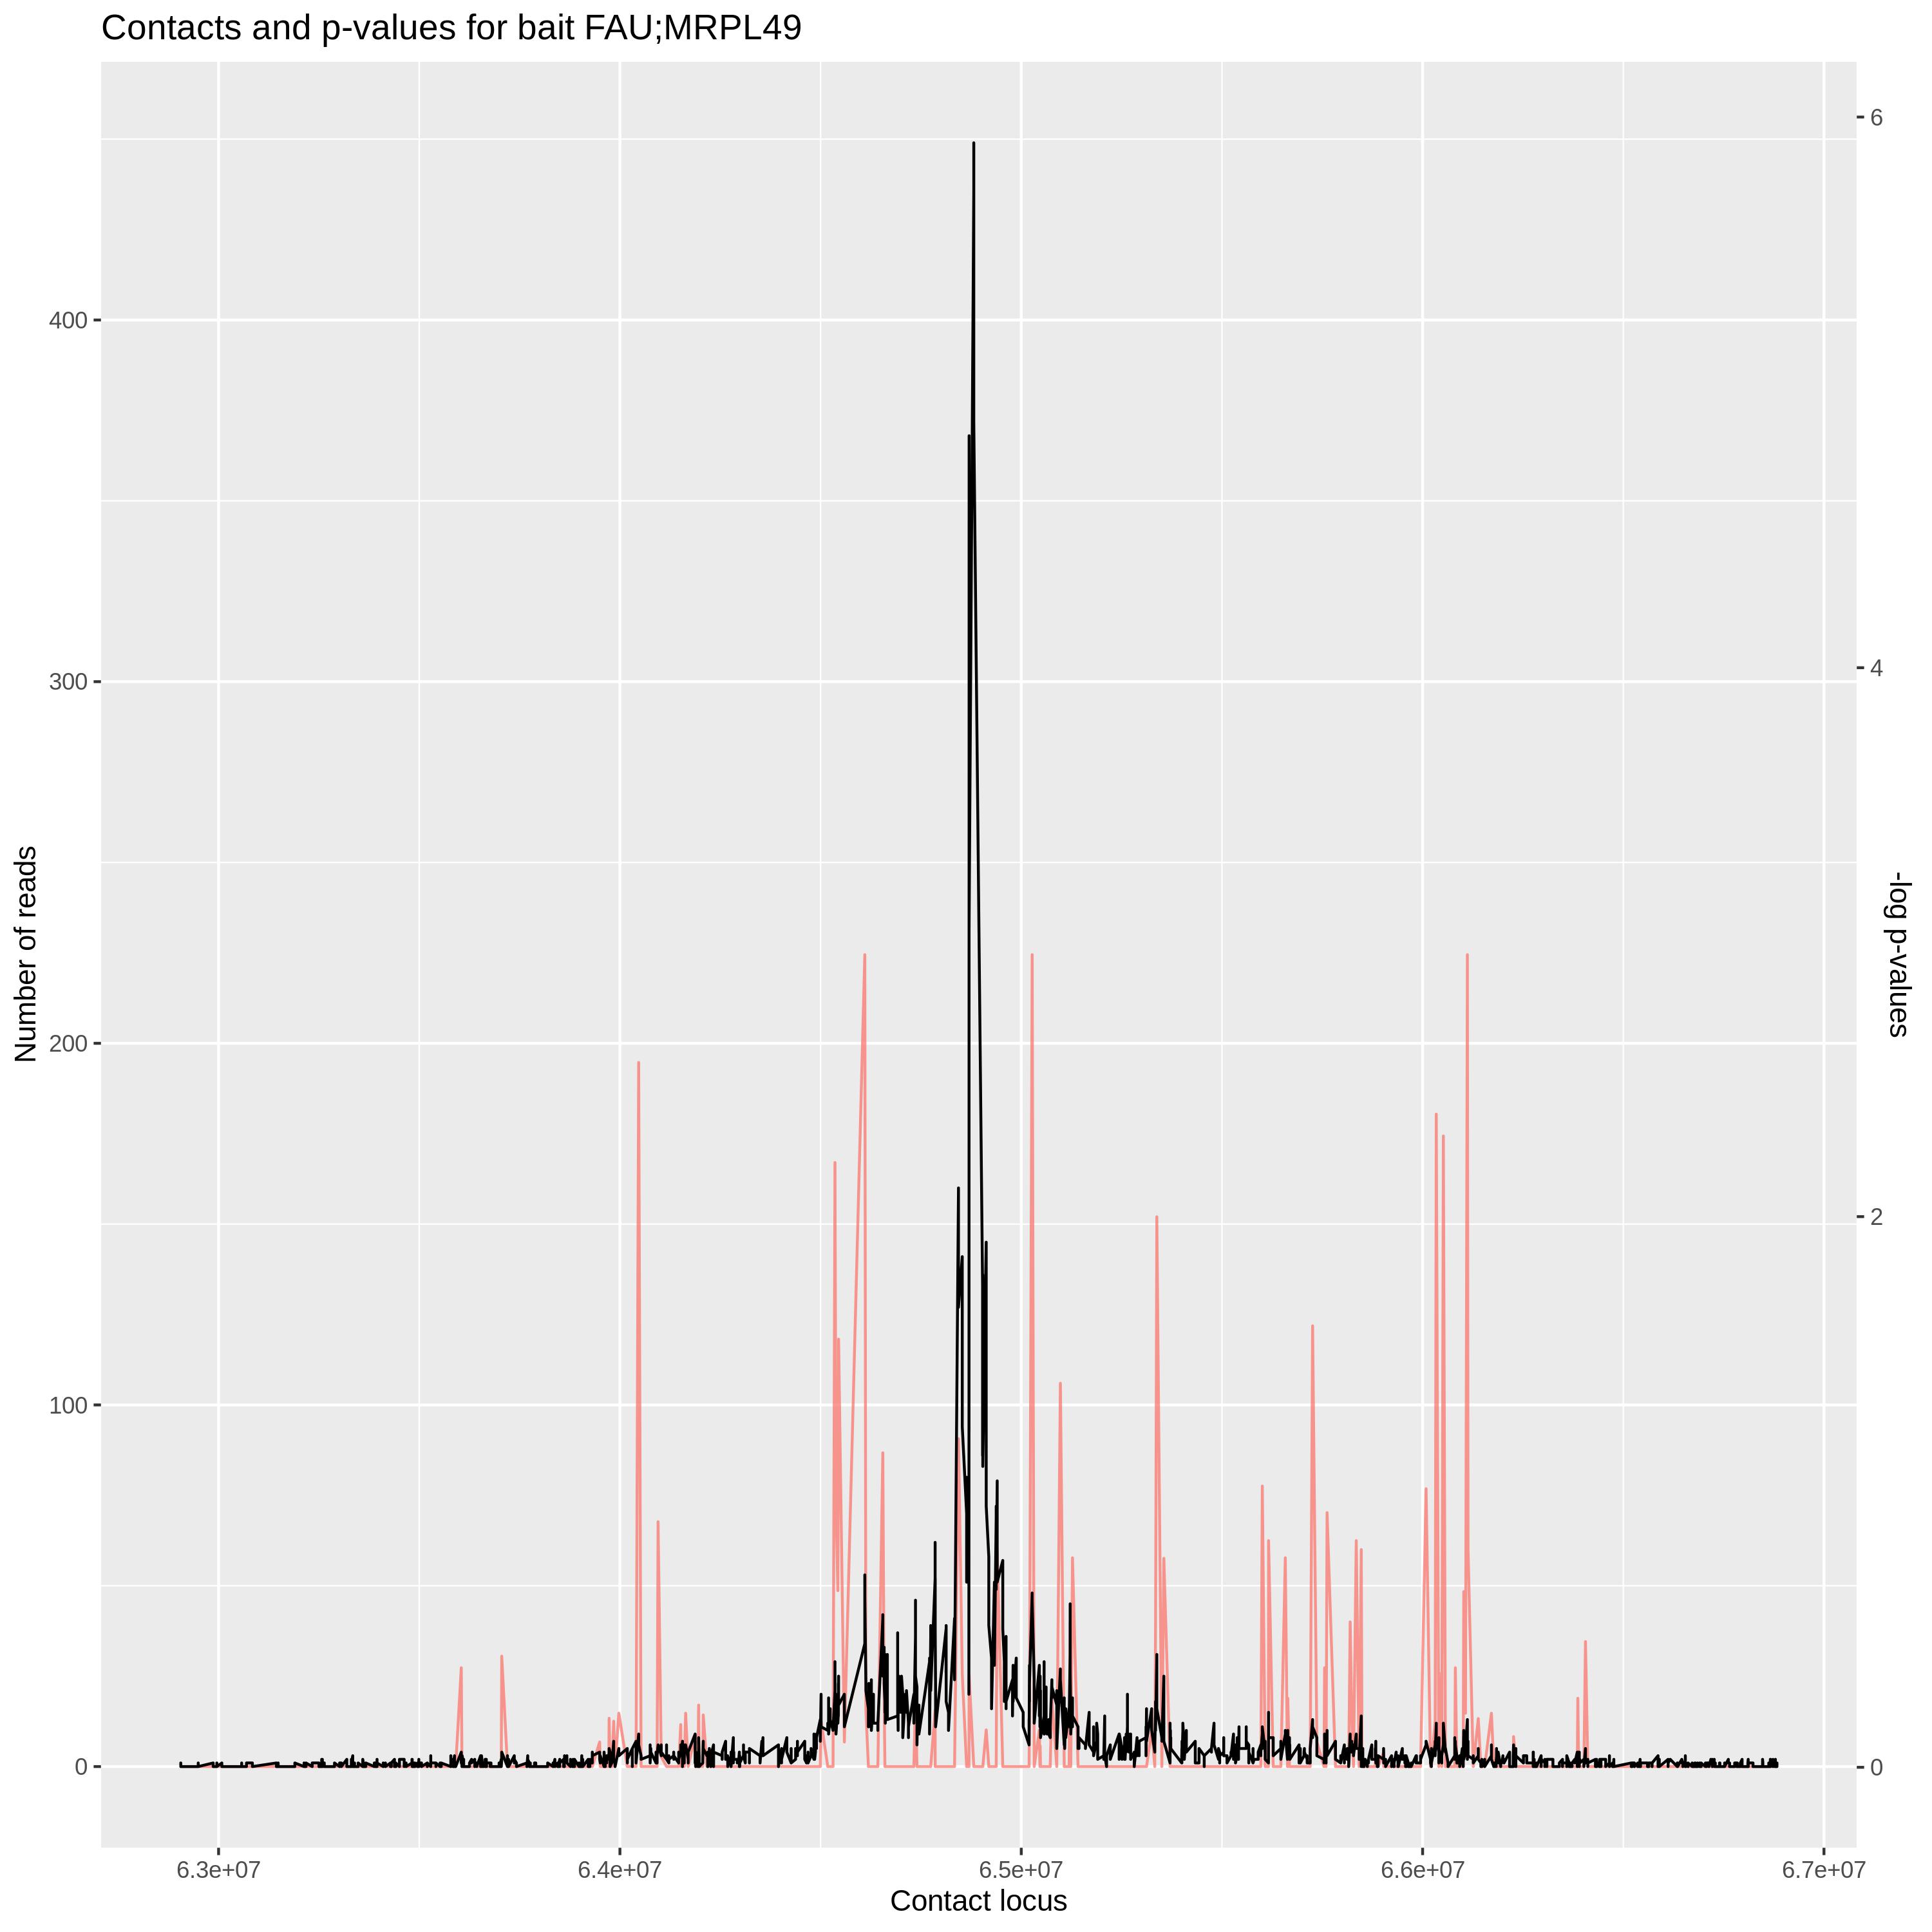 Contacts and p-values for bait FAU;MRPL49
Number of reads
400
300
200
100
0
6
4
2
0
-log p-values
6.3e+07 6.4e+07 6.5e+07 6.6e+07 6.7e+07
Contact locus